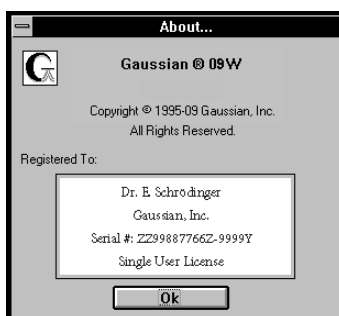 About...
G
Gaussian ® 09W
Copyright © 1995-09 Gaussian, Inc.
All Rights Reserved.
Registered To:
Dr. E. Schrödinger
Gaussian, Inc.
Serial #: ZZ99887766Z-9999Y
Single User License
Ok